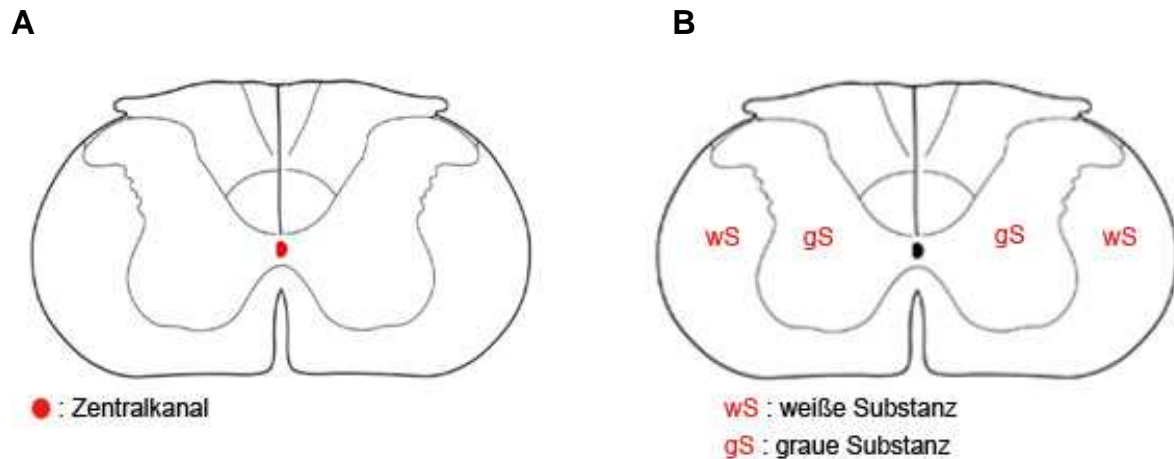 A
B
wS
gS
gS
wS
: Zentralkanal
wS : weiße Substanz
gS : graue Substanz